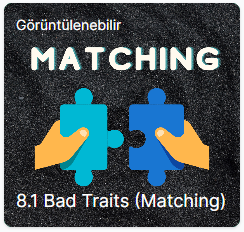 Görüntülenebilir
MATCHING
8.1 Bad Traits (Matching)